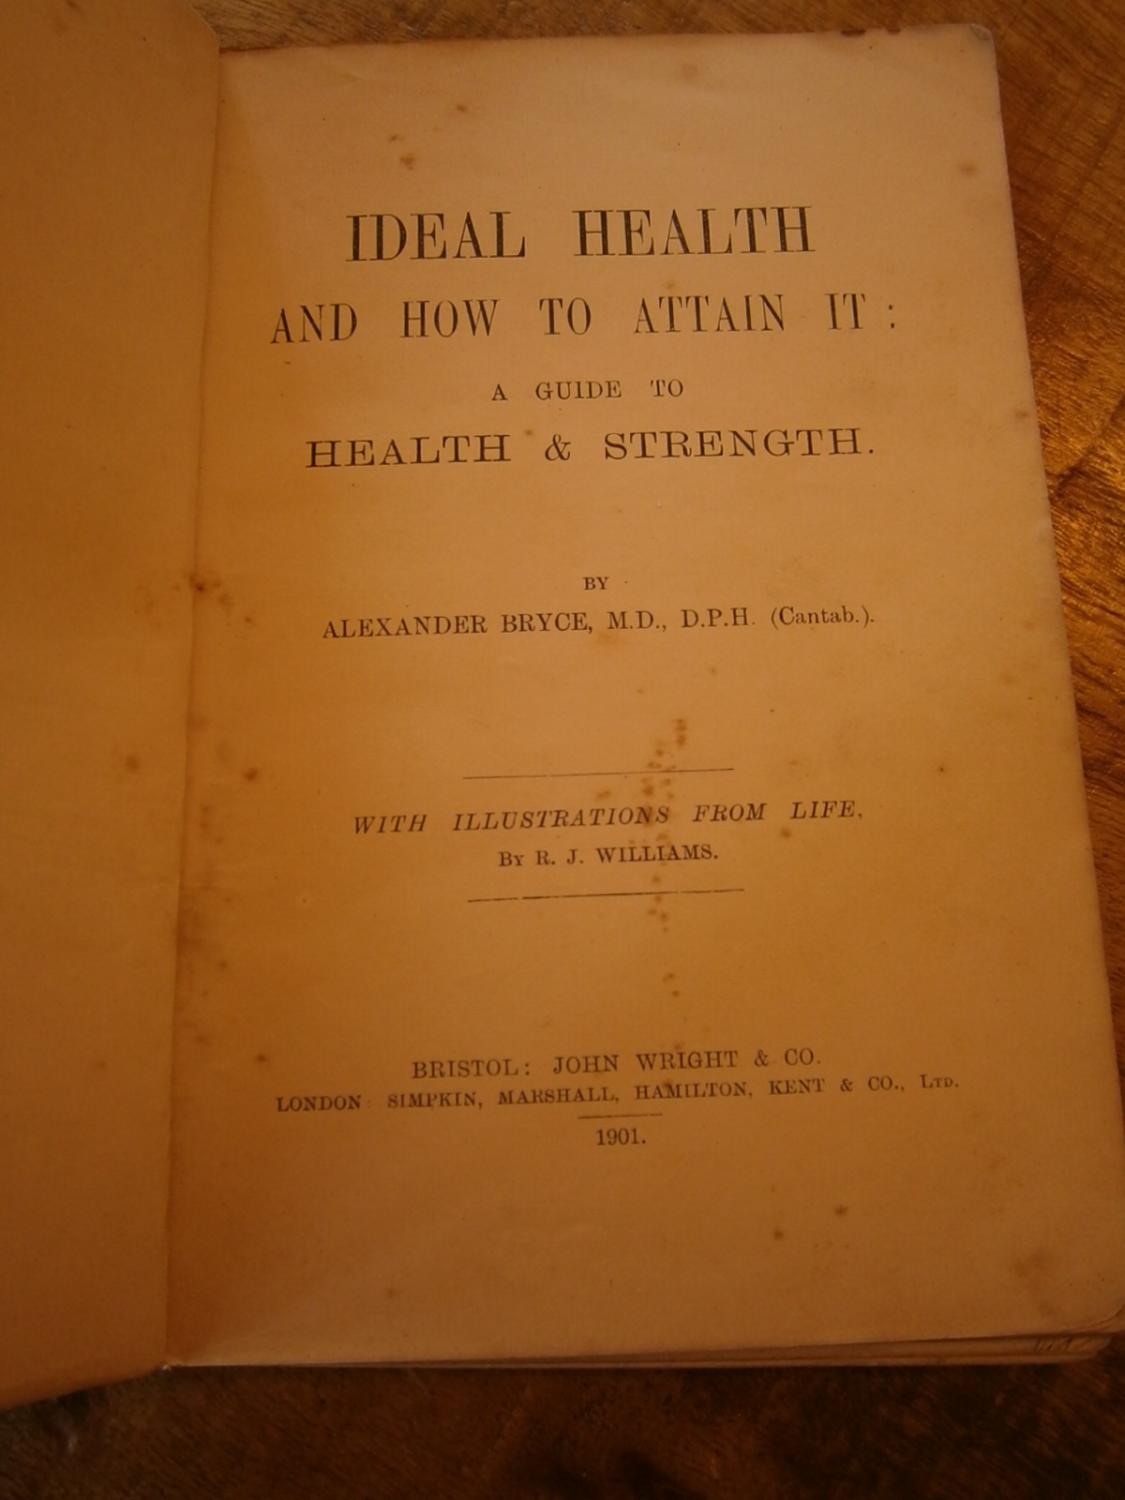 IDEAL HEALTH
AND HOW TO ATTAIN IT:
A GUIDE TO
HEALTH & STRENGTH.
BY
ALEXANDER BRYCE, M.D., D.P.H. (Cantab.).
WITH ILLUSTRATIONS FROM LIFE,
By R. J. WILLIAMS.
BRISTOL: JOHN WRIGHT & CO.
LONDON: SIMPKIN, MARSHALL, HAMILTON, KENT & CO., LTD.
1901.